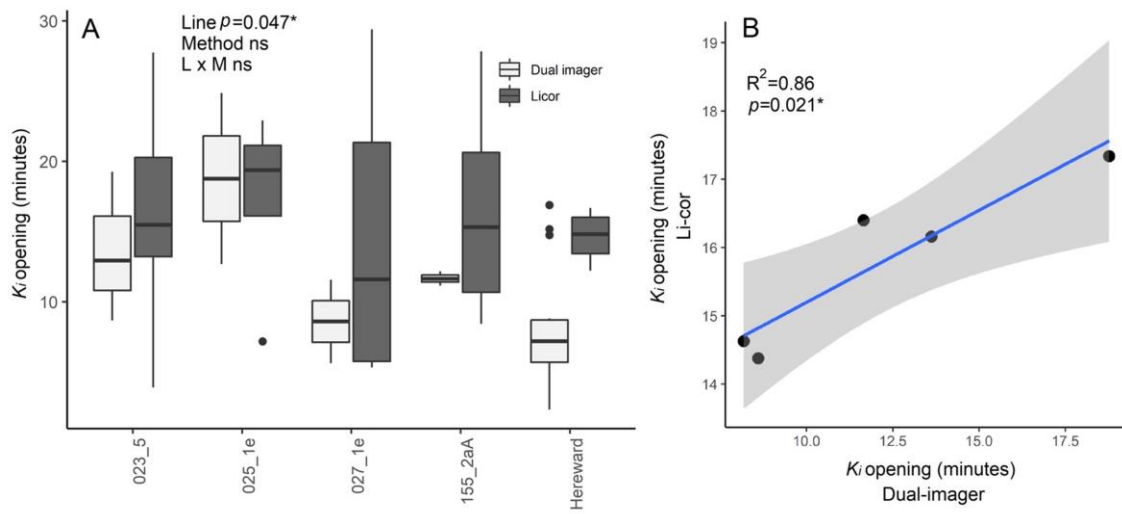 A
Line p=0.047*
Method ns
L x M ns
Dual imager
Licor
Ki opening (minutes)
30
20
10
023_5
025_1e
027_1e
155_2aA
Hereward
B
R²=0.86
p=0.021*
Ki opening (minutes)
Li-cor
19
18
17
16
15
14
10.0
12.5
15.0
17.5
Ki opening (minutes)
Dual-imager